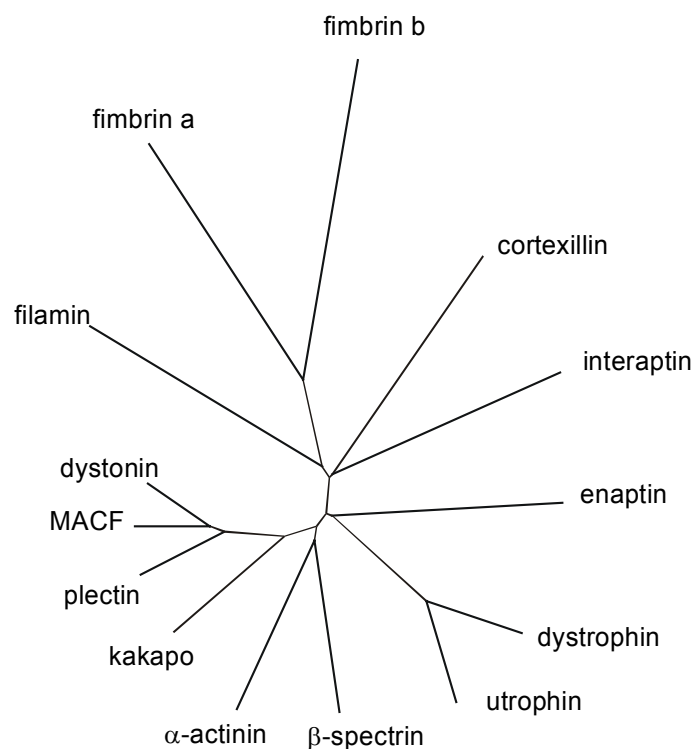 fimbrin b
fimbrin a
cortexillin
filamin
interaptin
dystonin
enaptin
MACF
plectin
dystrophin
kakapo
utrophin
α-actinin
β-spectrin